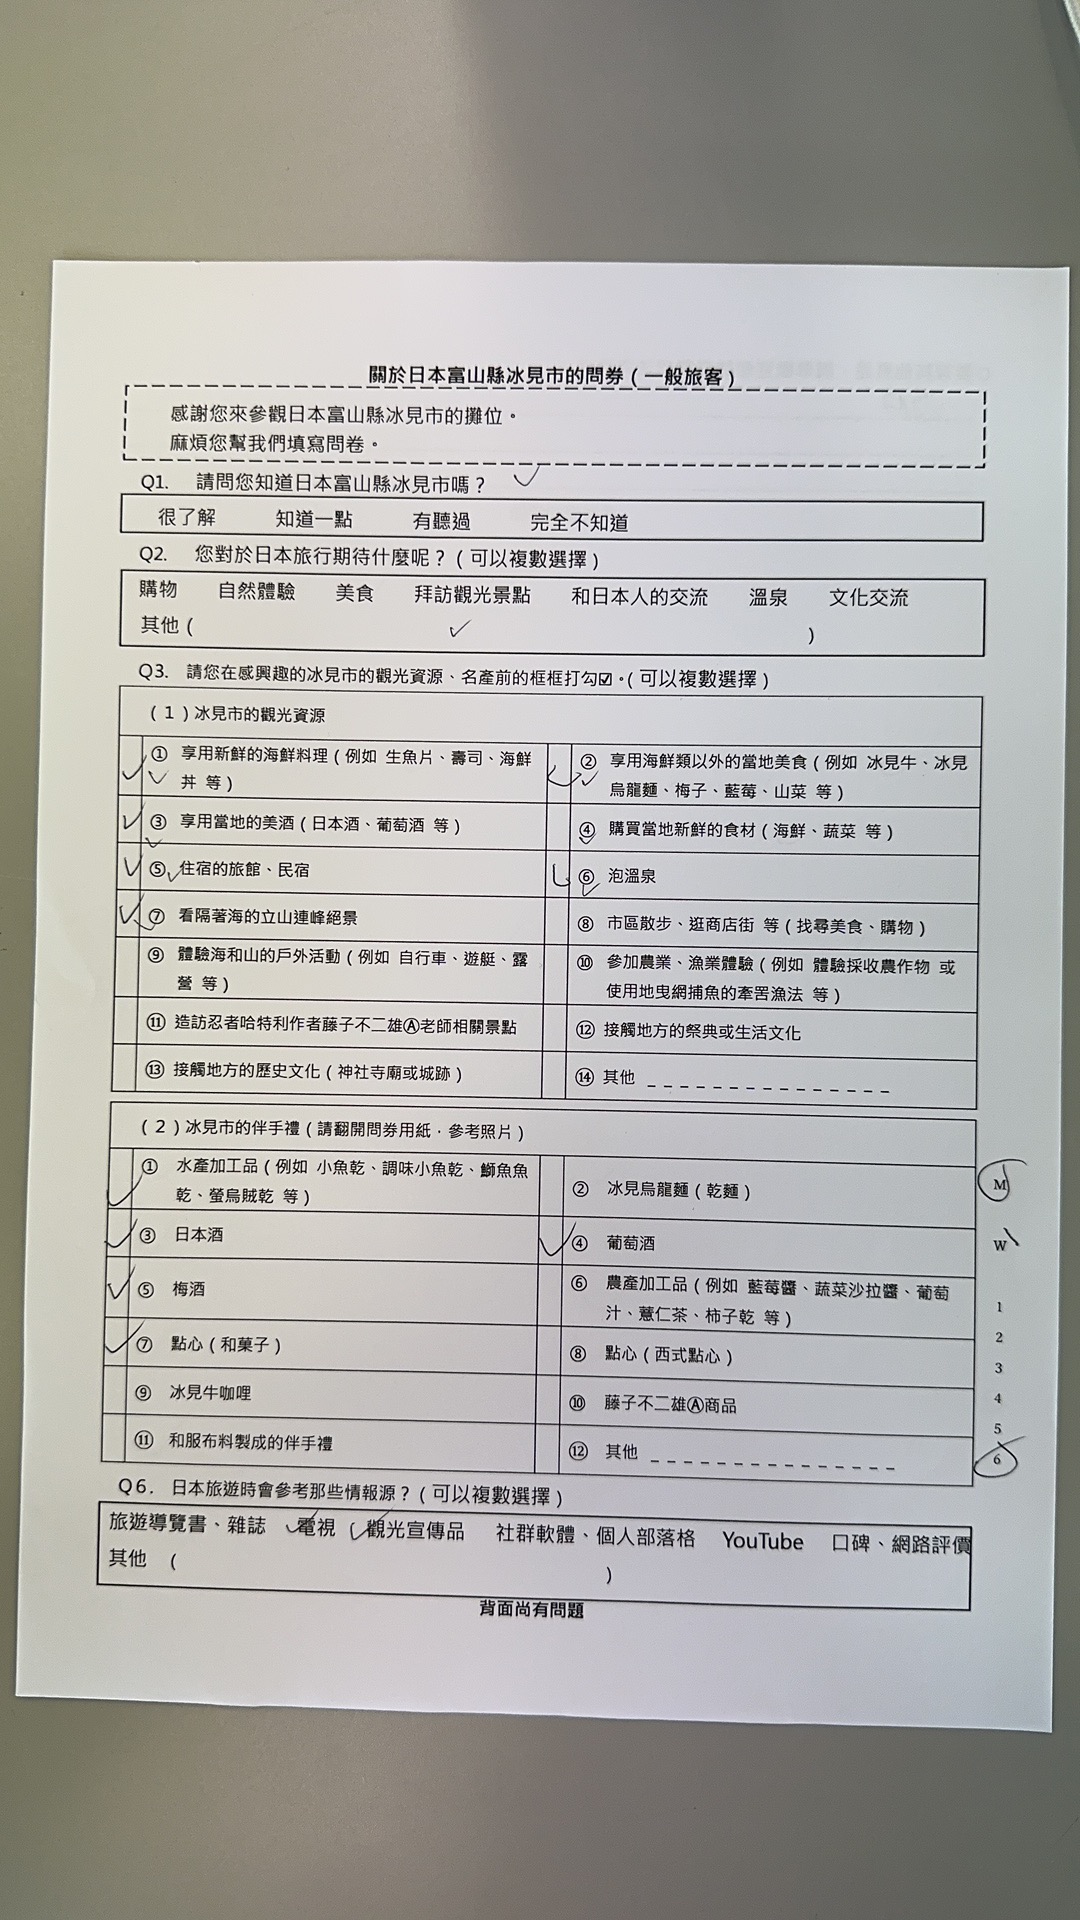 關於日本富山縣冰見市的問券(一般旅客)
感謝您來參觀日本富山縣冰見市的攤位。
麻煩您幫我們填寫問卷。
Q1. 請問您知道日本富山縣冰見市嗎？ ✓
很了解 知道一點 有聽過 完全不知道
Q2. 您對於日本旅行期待什麼呢？(可以複數選擇)
購物 自然體驗 美食 拜訪觀光景點 和日本人的交流 溫泉 文化交流
其他( ✓ )
Q3. 請您在感興趣的冰見市的觀光資源、名產前的框框打勾☑。(可以複數選擇)
(1)冰見市的觀光資源
✓ ① 享用新鮮的海鮮料理(例如 生魚片、壽司、海鮮
✓ 丼 等)
✓ ② 享用海鮮類以外的當地美食(例如 冰見牛、冰見
✓ 烏龍麵、梅子、藍莓、山菜 等)
✓ ③ 享用當地的美酒(日本酒、葡萄酒 等)
④ 購買當地新鮮的食材(海鮮、蔬菜 等)
✓ ⑤ 住宿的旅館、民宿
✓ ⑥ 泡溫泉
✓ ⑦ 看隔著海的立山連峰絕景
⑧ 市區散步、逛商店街 等(找尋美食、購物)
⑨ 體驗海和山的戶外活動(例如 自行車、遊艇、露
營 等)
⑩ 參加農業、漁業體驗(例如 體驗採收農作物 或
使用地曳網捕魚的牽罟漁法 等)
⑪ 造訪忍者哈特利作者藤子不二雄Ⓐ老師相關景點
⑫ 接觸地方的祭典或生活文化
⑬ 接觸地方的歷史文化(神社寺廟或城跡)
⑭ 其他 _ _ _ _ _ _ _ _ _ _ _ _ _ _
(2)冰見市的伴手禮(請翻開問券用紙，參考照片)
✓ ① 水產加工品(例如 小魚乾、調味小魚乾、鰤魚魚
乾、螢烏賊乾 等)
② 冰見烏龍麵(乾麵)
✓ ③ 日本酒
✓ ④ 葡萄酒
✓ ⑤ 梅酒
⑥ 農產加工品(例如 藍莓醬、蔬菜沙拉醬、葡萄
汁、薏仁茶、柿子乾 等)
✓ ⑦ 點心(和菓子)
⑧ 點心(西式點心)
⑨ 冰見牛咖哩
⑩ 藤子不二雄Ⓐ商品
⑪ 和服布料製成的伴手禮
⑫ 其他 _ _ _ _ _ _ _ _ _ _ _ _ _ _
M
W
1
2
3
4
5
6
Q6. 日本旅遊時會參考那些情報源？(可以複數選擇)
旅遊導覽書、雜誌 ✓電視 ✓觀光宣傳品 社群軟體、個人部落格 YouTube 口碑、網路評價
其他 ( )
背面尚有問題